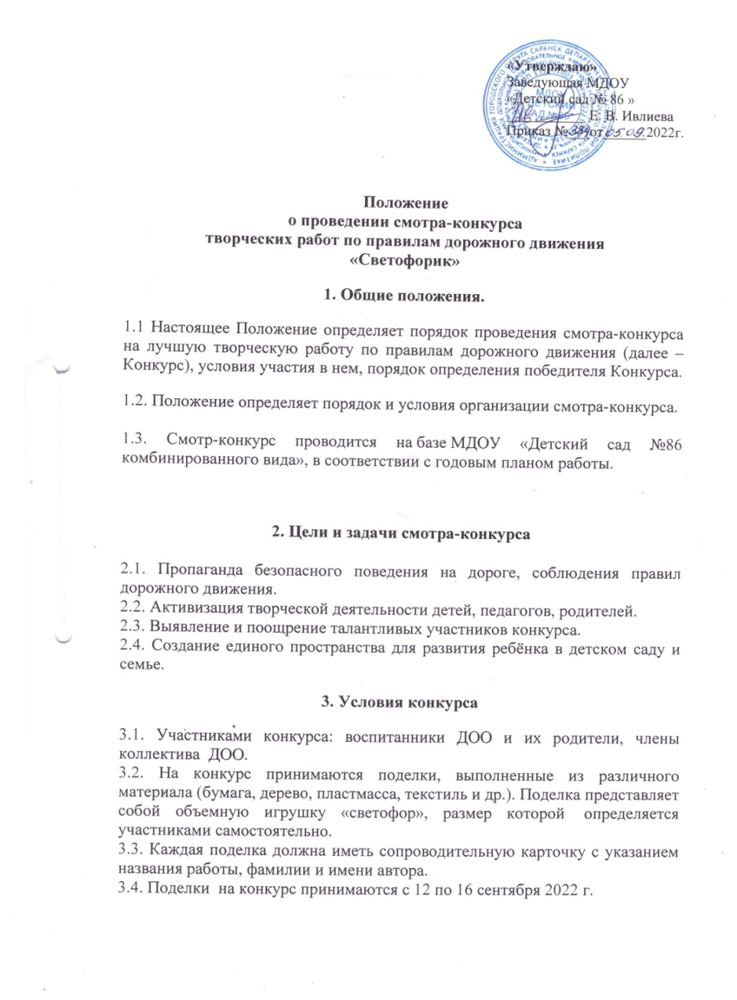 «Утверждаю»
Заведующая МДОУ
«Детский сад № 86 »
Е. В. Ивлиева
Приказ № 384 от 05.09.2022г.
МДОУ
ДЕТСКИЙ
САД №86
Положение
о проведении смотра-конкурса
творческих работ по правилам дорожного движения
«Светофорик»
1. Общие положения.
1.1 Настоящее Положение определяет порядок проведения смотра-конкурса
на лучшую творческую работу по правилам дорожного движения (далее –
Конкурс), условия участия в нем, порядок определения победителя Конкурса.
1.2. Положение определяет порядок и условия организации смотра-конкурса.
1.3. Смотр-конкурс проводится на базе МДОУ «Детский сад №86
комбинированного вида», в соответствии с годовым планом работы.
2. Цели и задачи смотра-конкурса
2.1. Пропаганда безопасного поведения на дороге, соблюдения правил
дорожного движения.
2.2. Активизация творческой деятельности детей, педагогов, родителей.
2.3. Выявление и поощрение талантливых участников конкурса.
2.4. Создание единого пространства для развития ребёнка в детском саду и
семье.
3. Условия конкурса
3.1. Участниками конкурса: воспитанники ДОО и их родители, члены
коллектива ДОО.
3.2. На конкурс принимаются поделки, выполненные из различного
материала (бумага, дерево, пластмасса, текстиль и др.). Поделка представляет
собой объемную игрушку «светофор», размер которой определяется
участниками самостоятельно.
3.3. Каждая поделка должна иметь сопроводительную карточку с указанием
названия работы, фамилии и имени автора.
3.4. Поделки на конкурс принимаются с 12 по 16 сентября 2022 г.